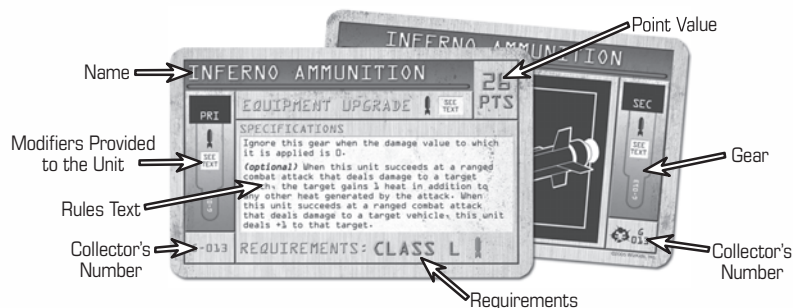 Point Value
INFERNO AMMUNITION
Name
INFERNO AMMUNITION
26
PTS
PRI
EQUIPMENT UPGRADE
SEE
TEXT
SEC
SPECIFICATIONS
Ignore this gear when the damage value to which
it is applied is 0.
(optional) When this unit succeeds at a ranged
combat attack that deals damage to a target
the target gains 1 heat in addition to
any other heat generated by the attack. When
this unit succeeds at a ranged combat attack
that deals damage to a target vehicle, this unit
deals +1 to that target.
Modifiers Provided
to the Unit
SEE
TEXT
SEE
TEXT
Gear
Rules Text
G-013
Collector's
Number
-013
REQUIREMENTS: CLASS L
G
013
Collector's
Number
Requirements